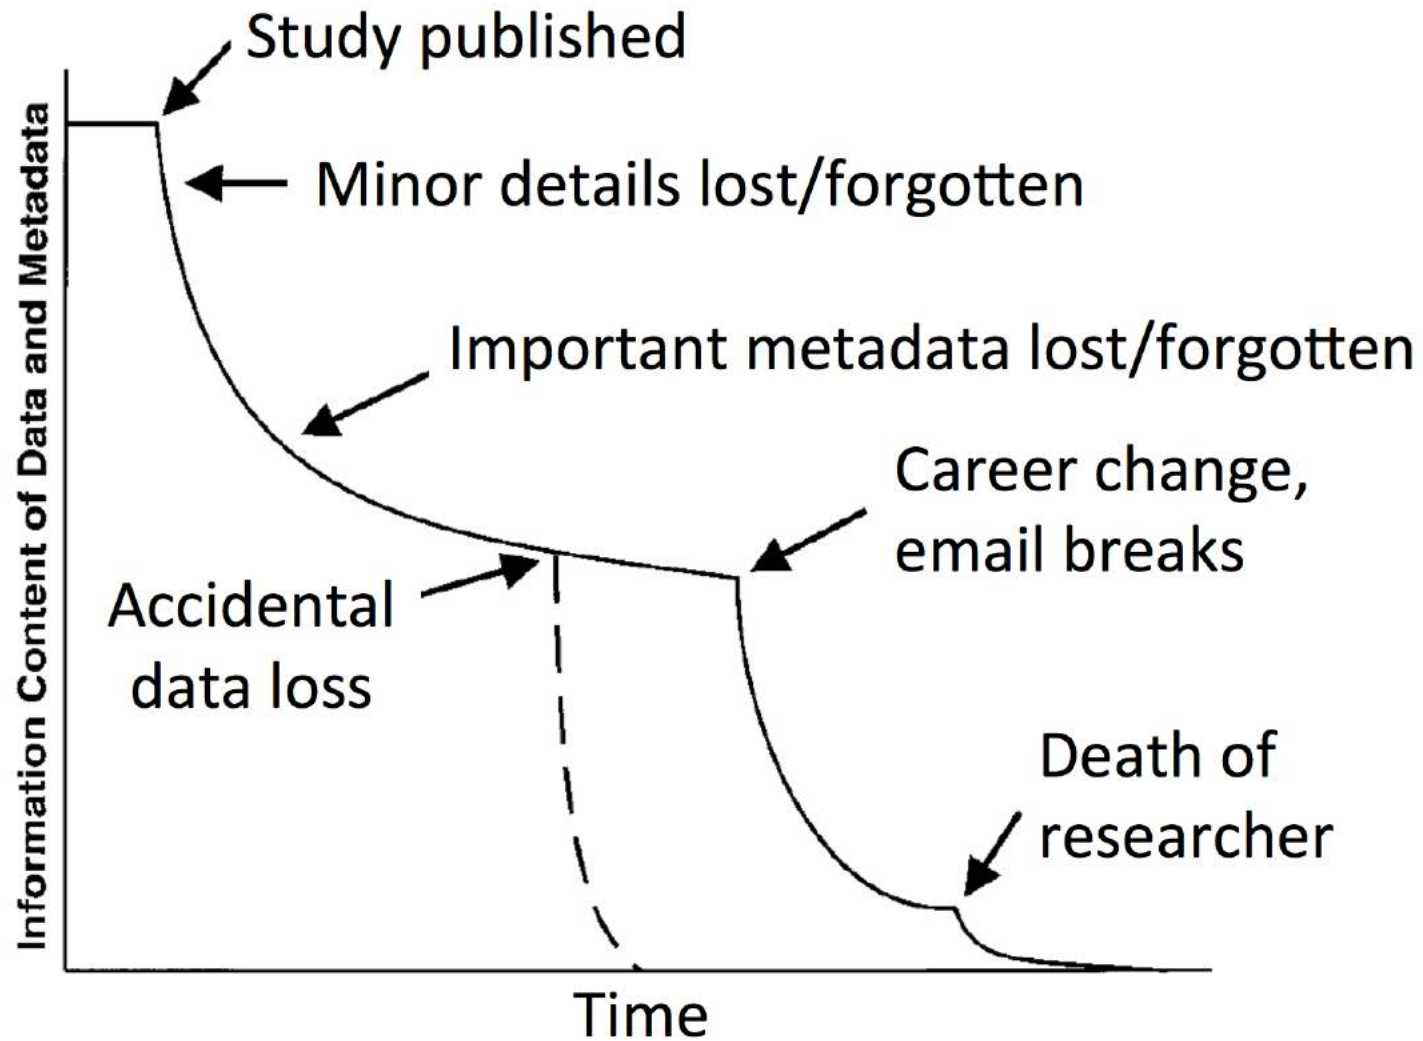 Study published
Minor details lost/forgotten
Important metadata lost/forgotten
Career change,
email breaks
Accidental
data loss
Death of
researcher
Information Content of Data and Metadata
Time